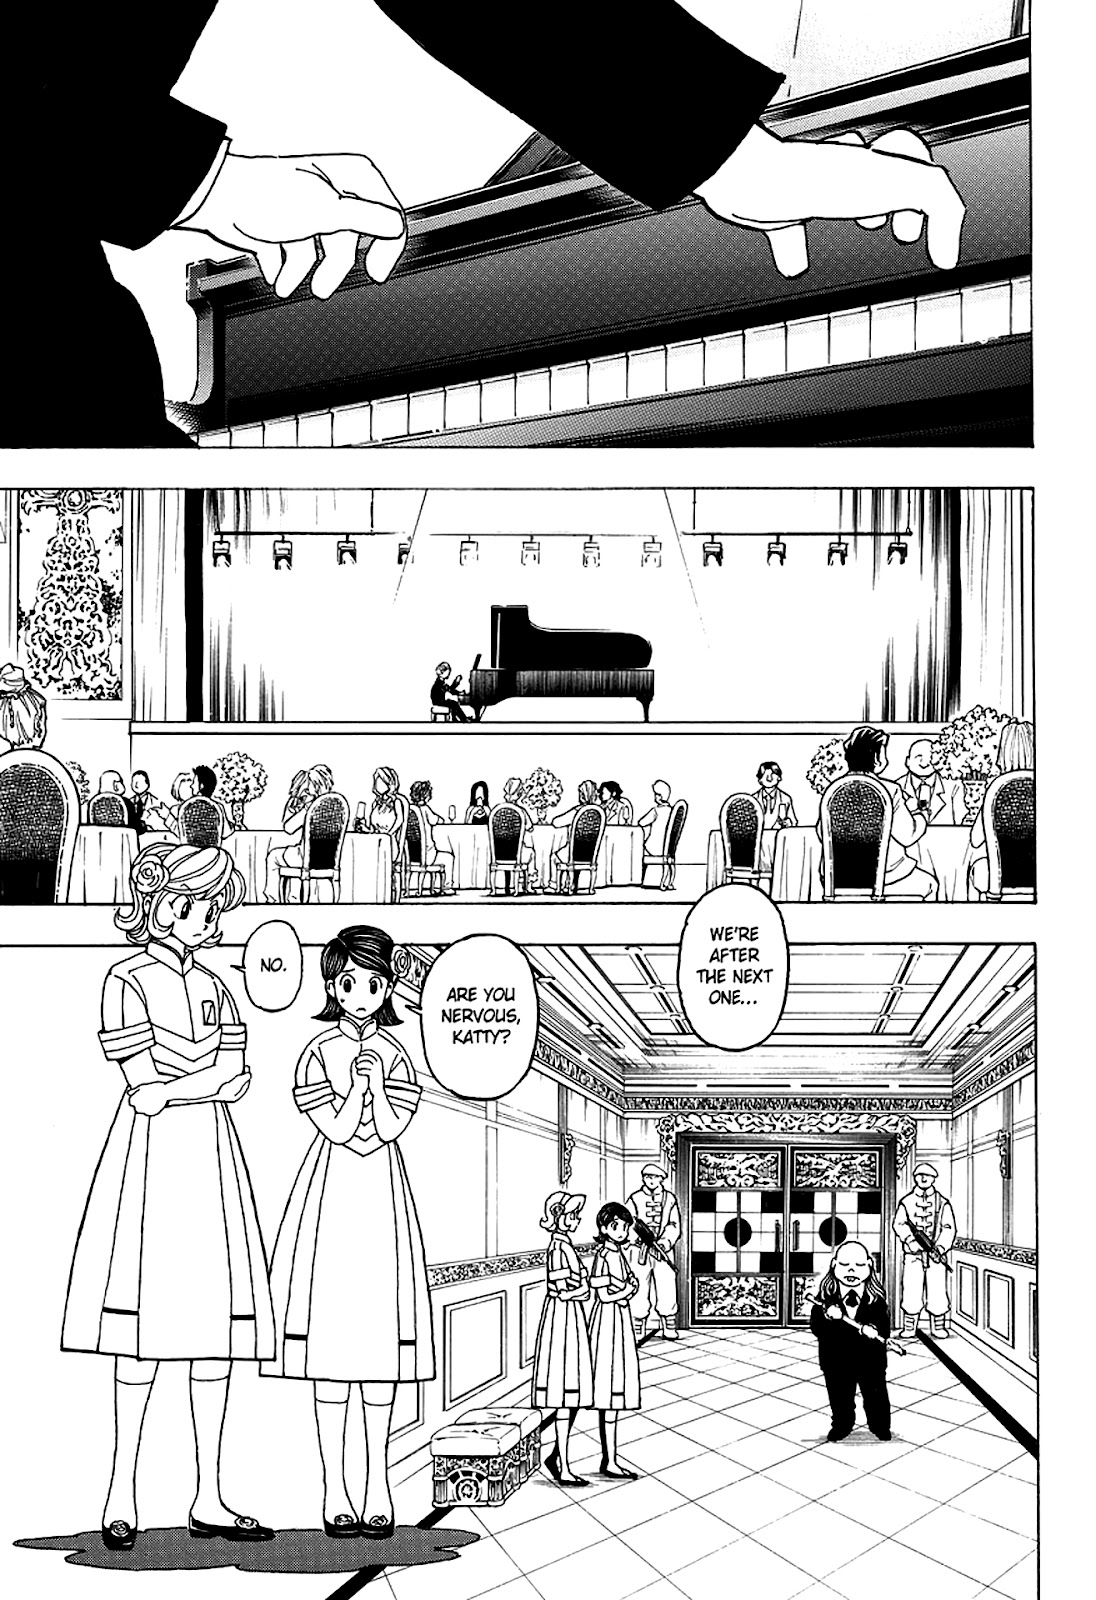 WE'RE
AFTER
THE NEXT
ONE...
ARE YOU
NERVOUS,
KATTY?
NO.